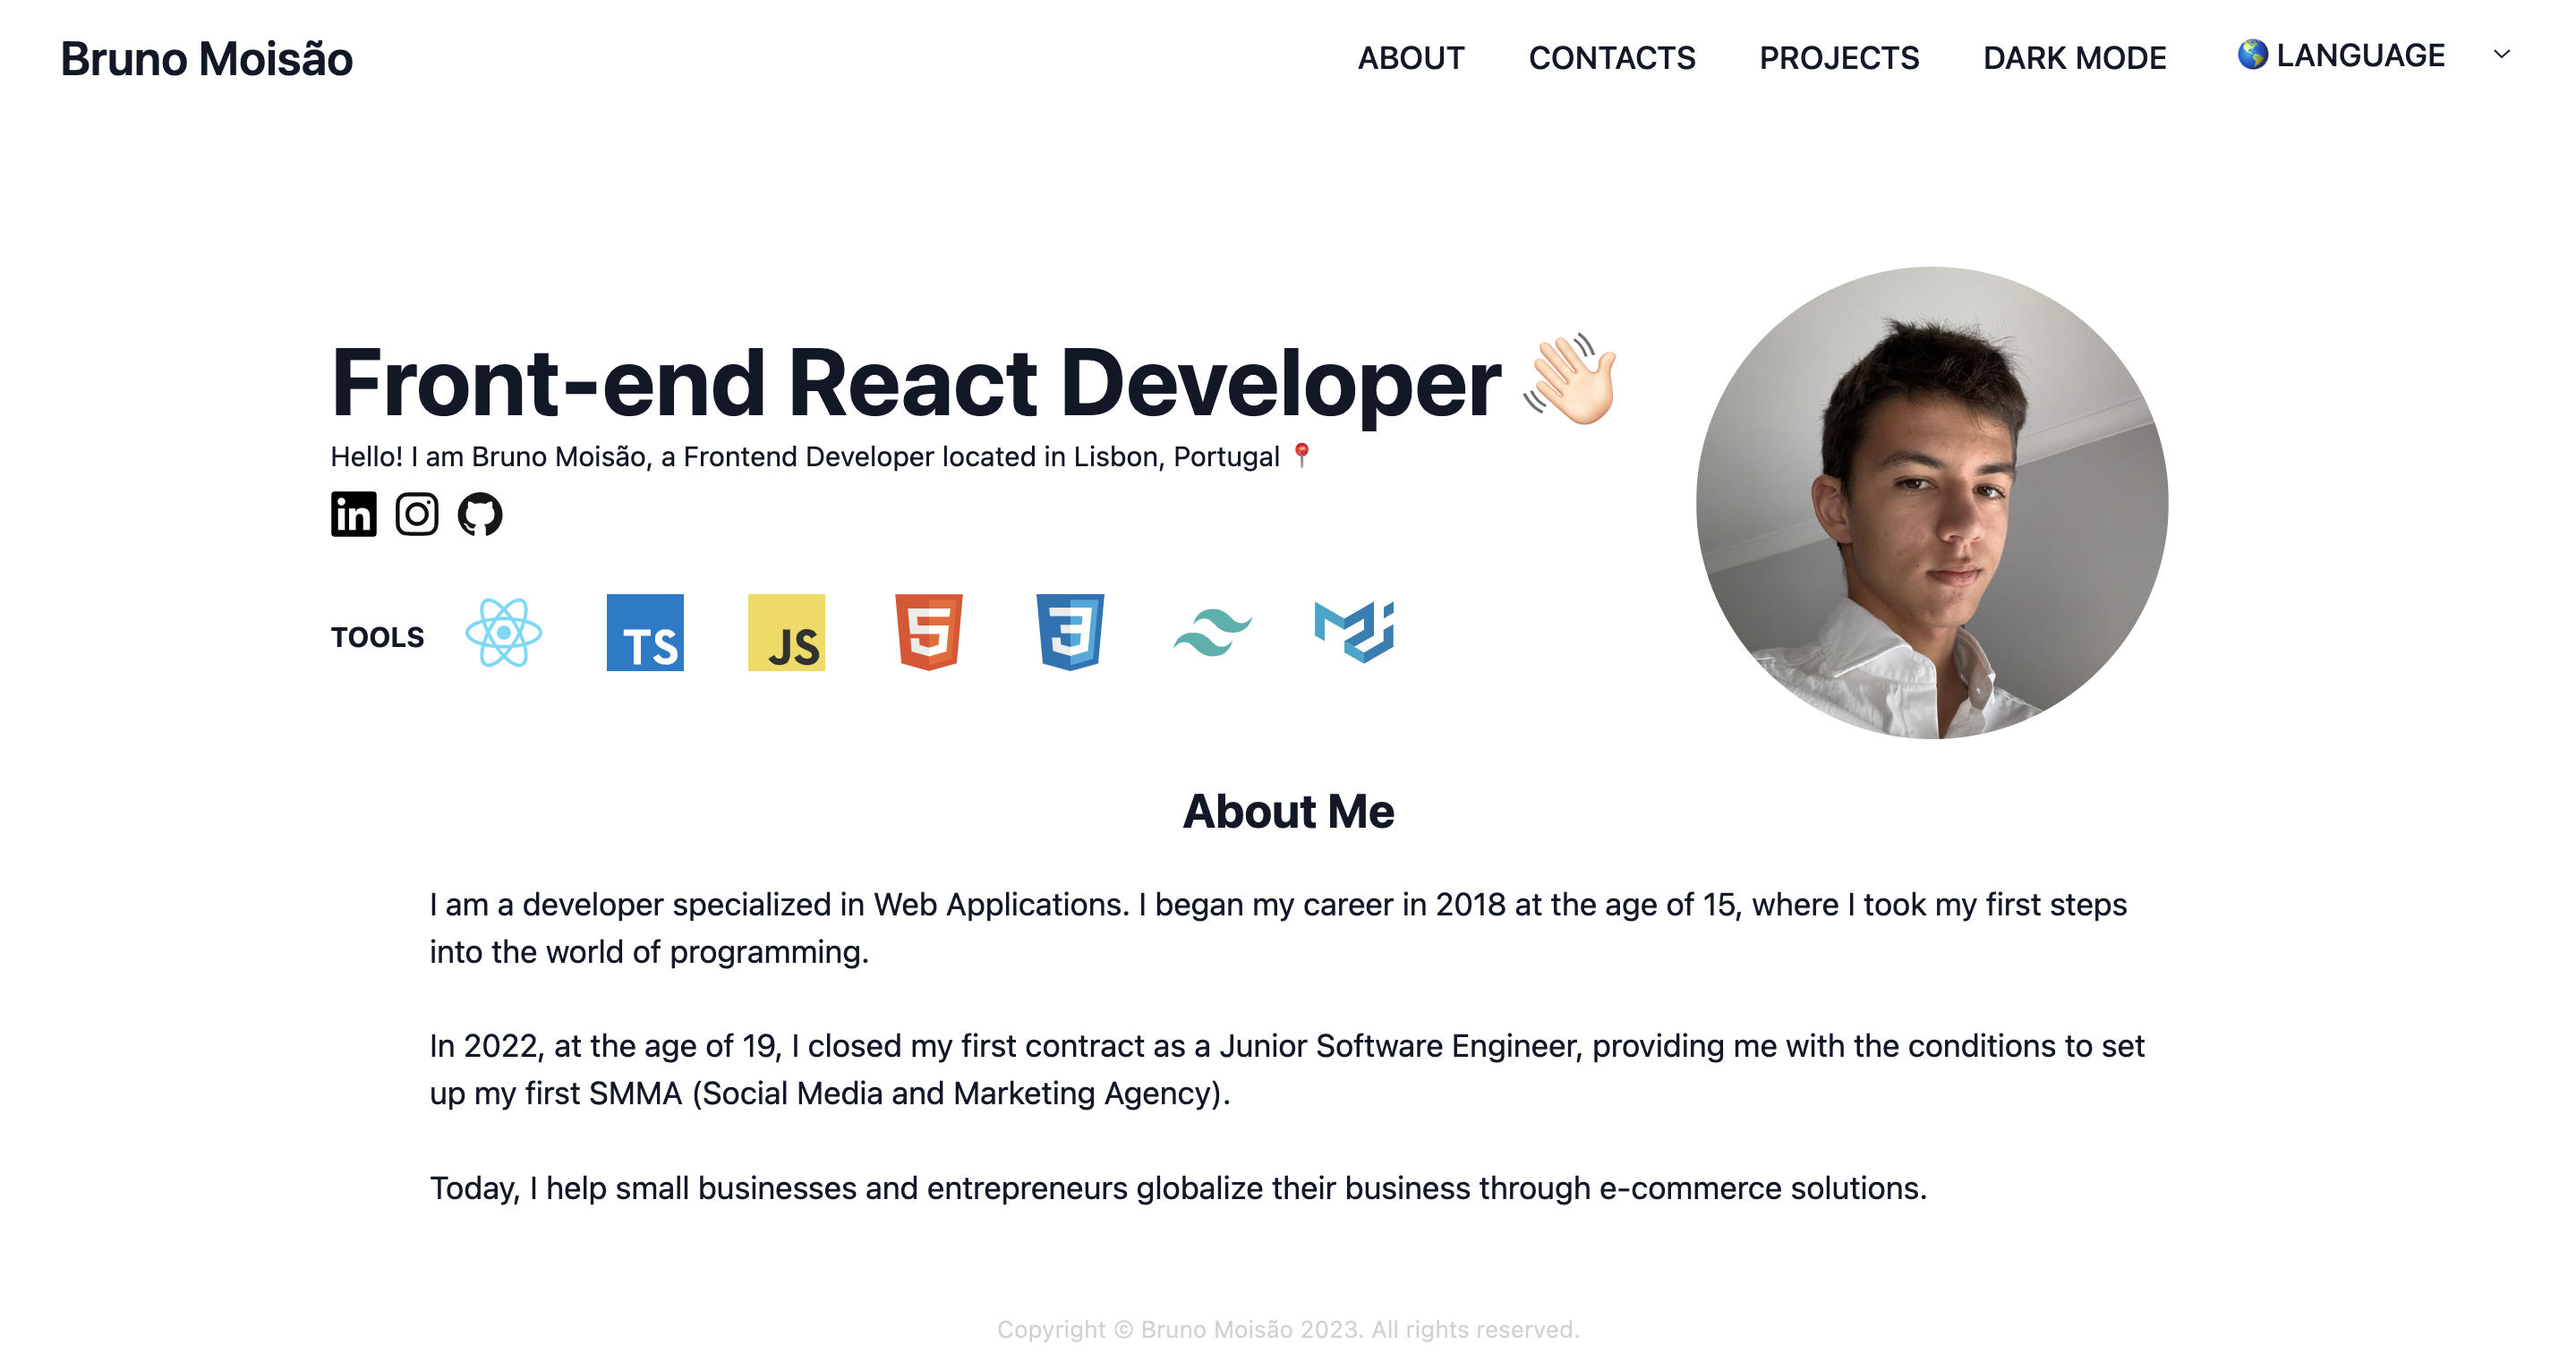 Bruno Moisão
ABOUT CONTACTS PROJECTS DARK MODE 🌎 LANGUAGE
Front-end React Developer 👋🏻
Hello! I am Bruno Moisão, a Frontend Developer located in Lisbon, Portugal 📍
in
TOOLS TS JS 5 3
About Me
I am a developer specialized in Web Applications. I began my career in 2018 at the age of 15, where I took my first steps
into the world of programming.
In 2022, at the age of 19, I closed my first contract as a Junior Software Engineer, providing me with the conditions to set
up my first SMMA (Social Media and Marketing Agency).
Today, I help small businesses and entrepreneurs globalize their business through e-commerce solutions.
Copyright © Bruno Moisão 2023. All rights reserved.